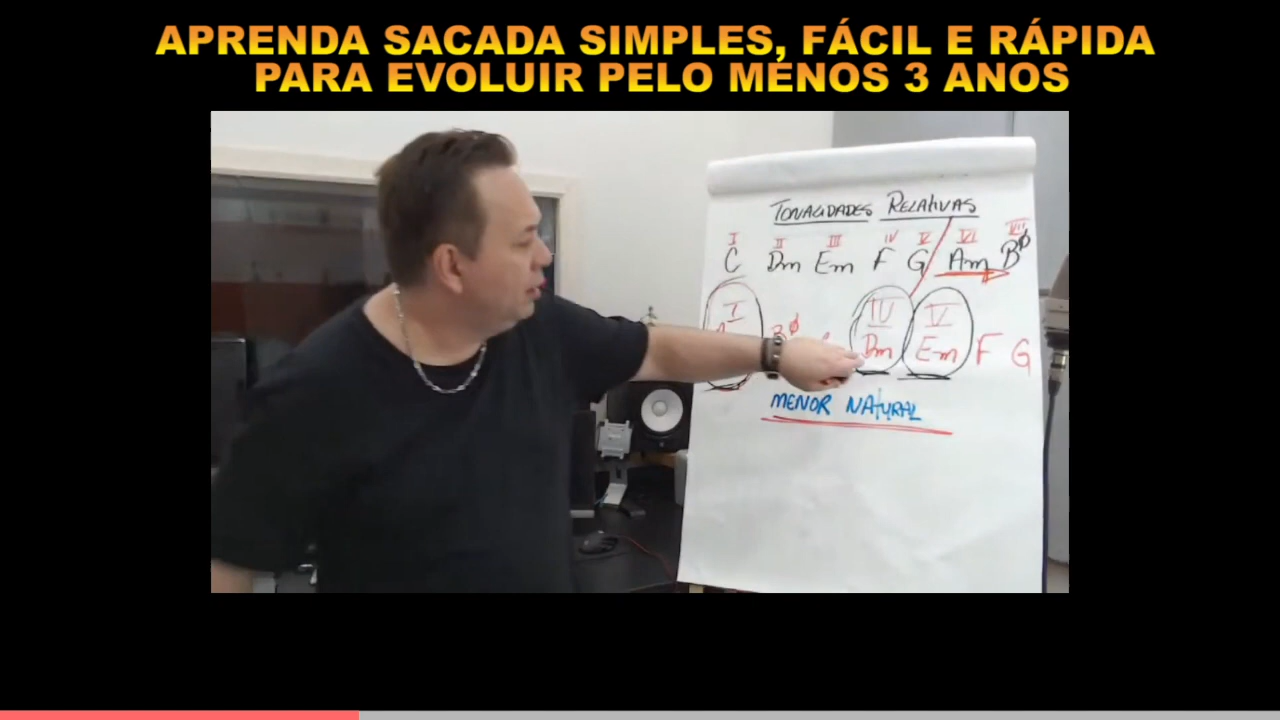 APRENDA SACADA SIMPLES, FÁCIL E RÁPIDA
PARA EVOLUIR PELO MENOS 3 ANOS
TONALIDADES RELATIVAS
I II III IV V VI VII
C Dm Em F G Am Bø
I IV V
Dm Em F G
MENOR NATURAL